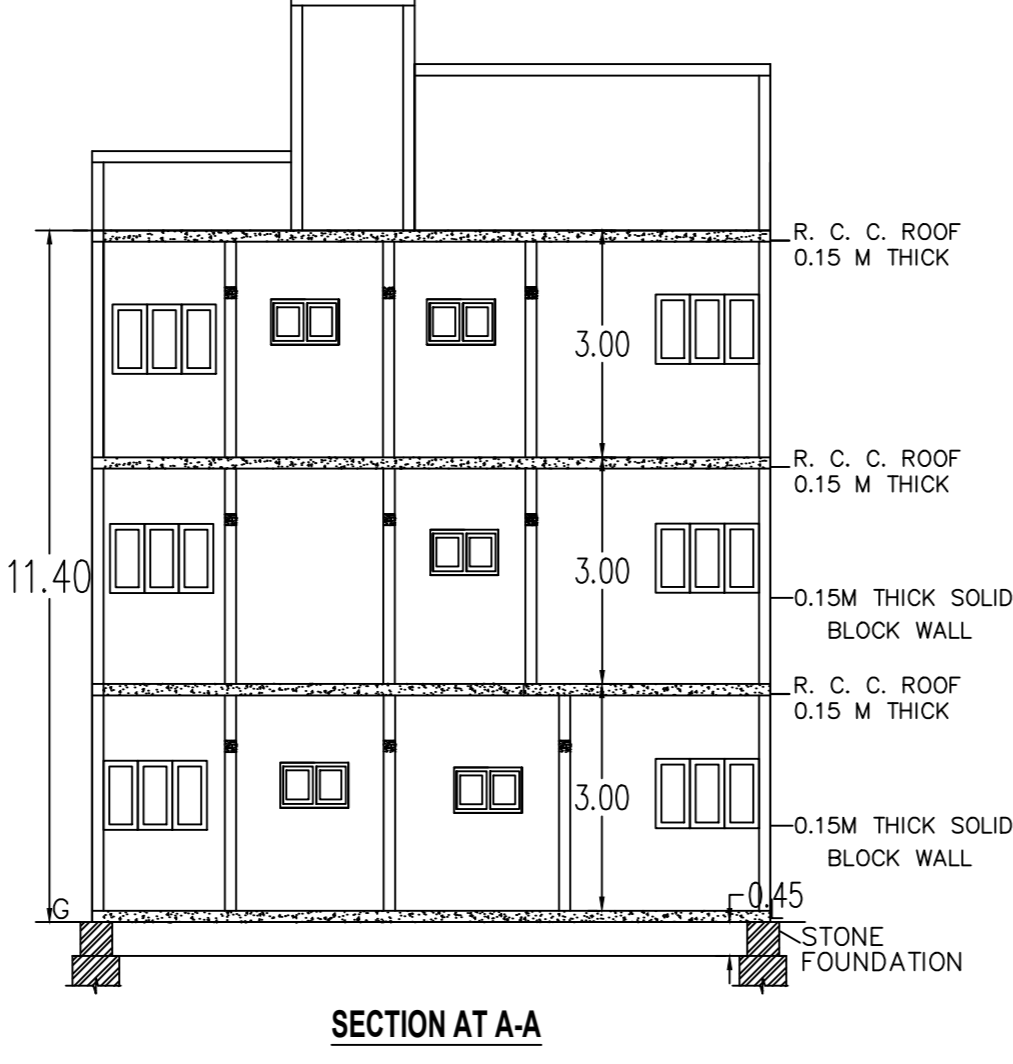 R. C. C. ROOF
0.15 M THICK
3.00
R. C. C. ROOF
0.15 M THICK
11.40
3.00
0.15M THICK SOLID
BLOCK WALL
R. C. C. ROOF
0.15 M THICK
3.00
0.15M THICK SOLID
BLOCK WALL
G
0.45
STONE
FOUNDATION
SECTION AT A-A